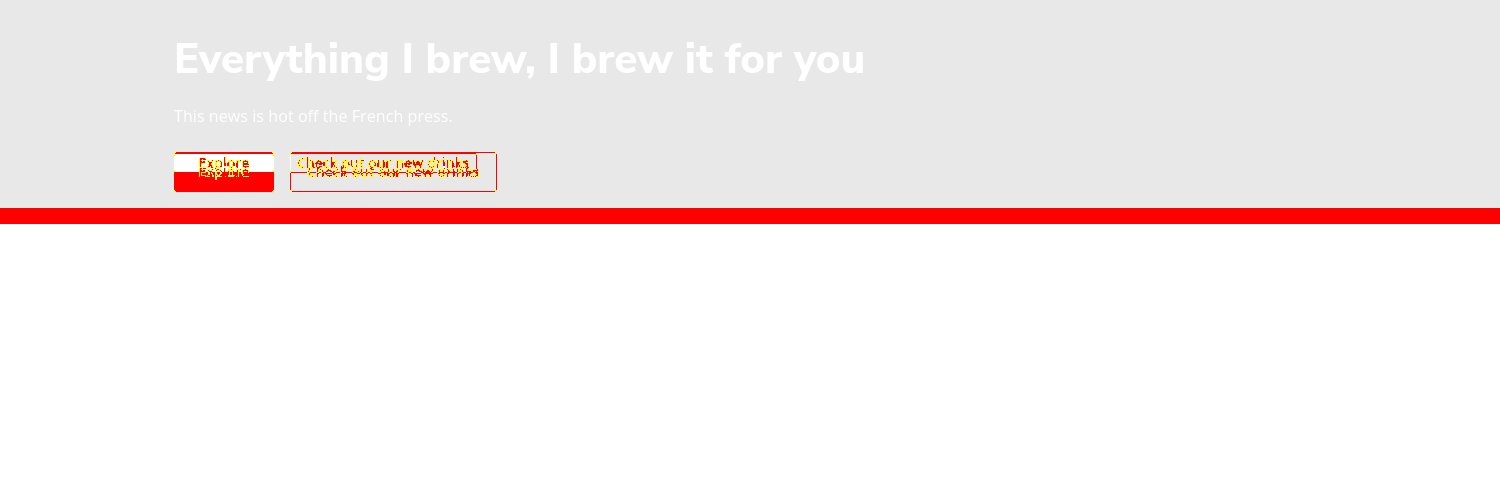 Everything I brew, I brew it for you
This news is hot off the French press.
Explore Check out our new drinks
Explore Check out our new drinks